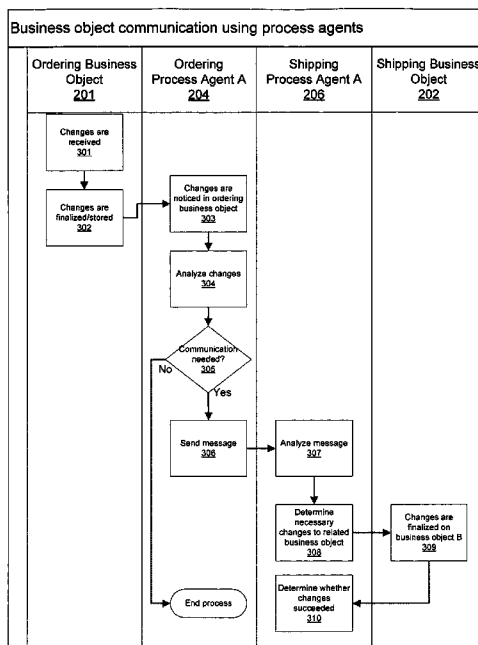 Business object communication using process agents
Ordering Business
Object
201
Ordering
Process Agent A
204
Shipping
Process Agent A
206
Shipping Business
Object
202
Changes are
received
301
Changes are
finalized/stored
302
Changes are
noticed in ordering
business object
303
Analyze changes
304
Communication
needed?
305
No
Yes
Send message
306
Analyze message
307
Determine
necessary
changes to related
business object
308
Changes are
finalized on
business object B
309
End process
Determine whether
changes
succeeded
310